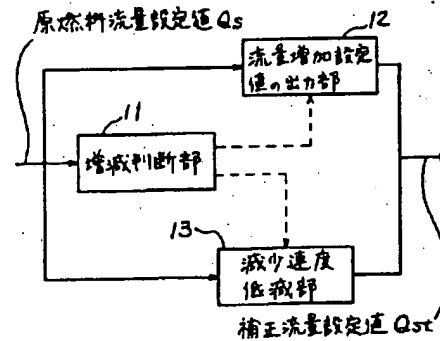 原燃料流量設定値 Qs
12
流量増加設定
値の出力部
11
増減判断部
13
減少速度
低減部
補正流量設定値 Qst